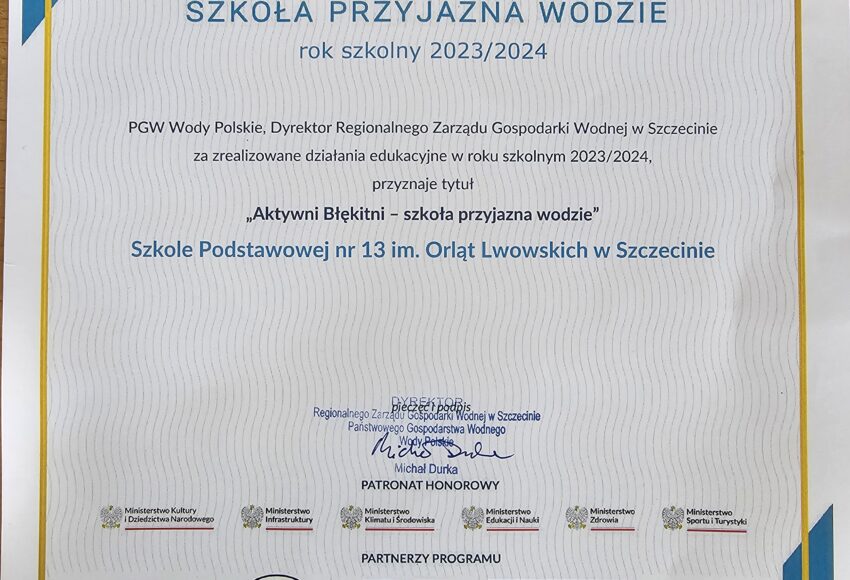 SZKOŁA PRZYJAZNA WODZIE
rok szkolny 2023/2024
PGW Wody Polskie, Dyrektor Regionalnego Zarządu Gospodarki Wodnej w Szczecinie
za zrealizowane działania edukacyjne w roku szkolnym 2023/2024,
przyznaje tytuł
„Aktywni Błękitni – szkoła przyjazna wodzie”
Szkole Podstawowej nr 13 im. Orląt Lwowskich w Szczecinie
DYREKTOR
pieczęć i podpis
Regionalnego Zarządu Gospodarki Wodnej w Szczecinie
Państwowego Gospodarstwa Wodnego
Wody Polskie
Michał Durka
PATRONAT HONOROWY
Ministerstwo Kultury
i Dziedzictwa Narodowego
Ministerstwo
Infrastruktury
Ministerstwo
Klimatu i Środowiska
Ministerstwo
Edukacji i Nauki
Ministerstwo
Zdrowia
Ministerstwo
Sportu i Turystyki
PARTNERZY PROGRAMU